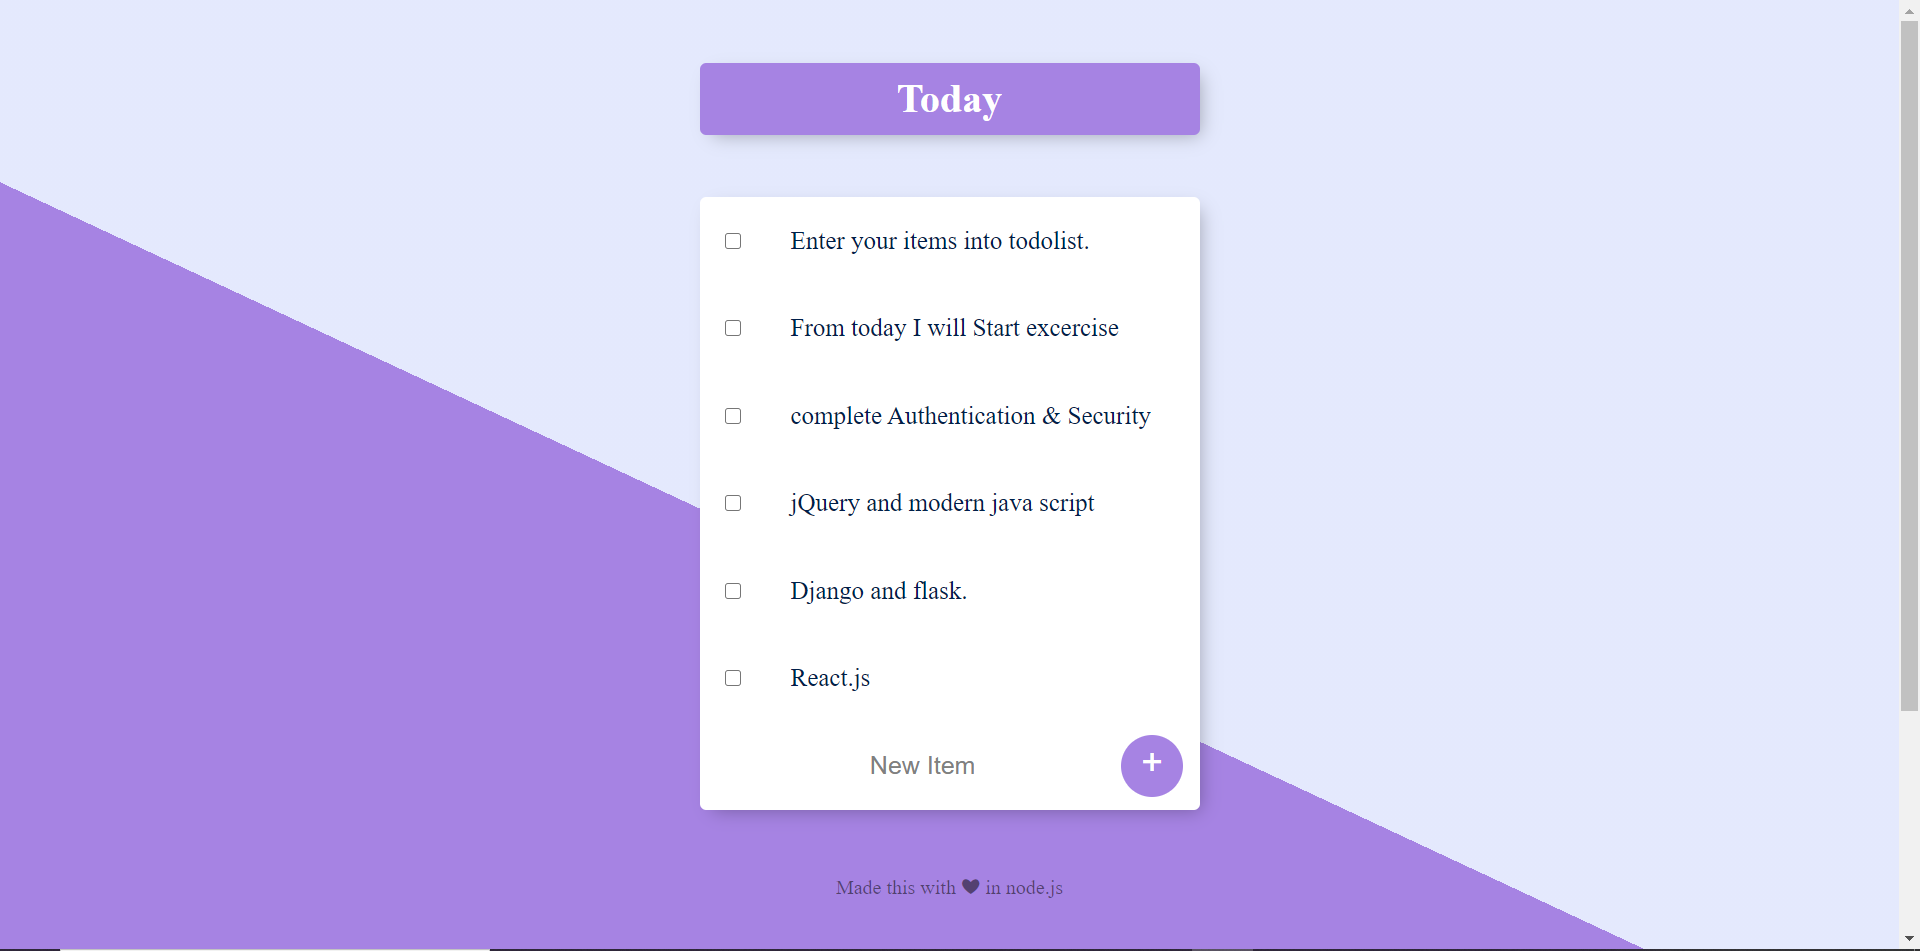 Today
Enter your items into todolist.
From today I will Start excercise
complete Authentication & Security
jQuery and modern java script
Django and flask.
React.js
New Item +
Made this with ❤ in node.js